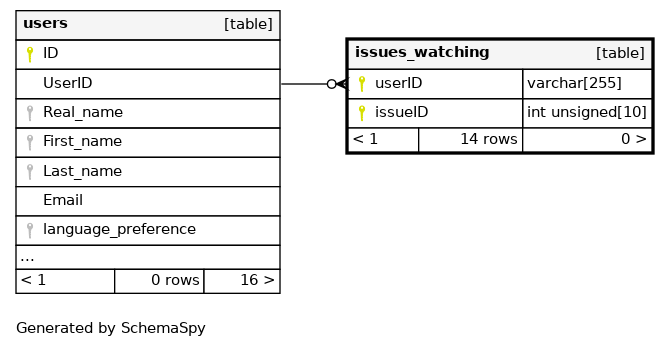 users [table]
ID
UserID
Real_name
First_name
Last_name
Email
language_preference
...
< 1 0 rows 16 >
issues_watching [table]
userID varchar[255]
issueID int unsigned[10]
< 1 14 rows 0 >
Generated by SchemaSpy